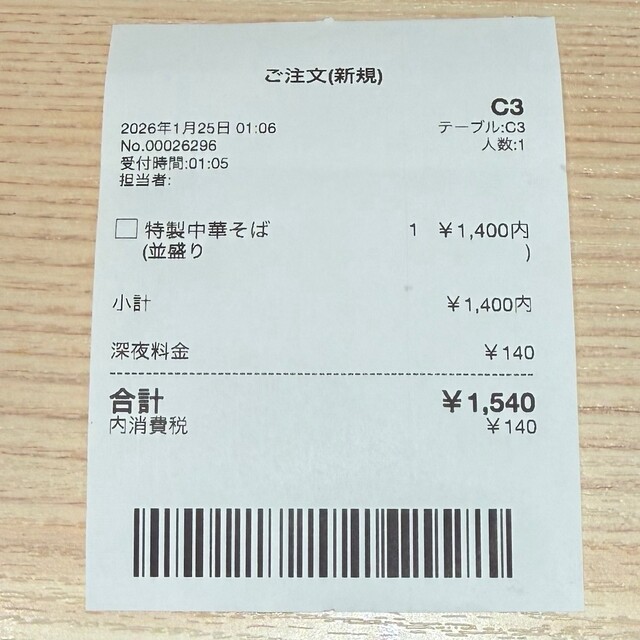 ご注文(新規)
C3
2026年1月25日 01:06 テーブル:C3
No.00026296 人数:1
受付時間:01:05
担当者:
特製中華そば 1 ￥1,400内
(並盛り )
小計 ￥1,400内
深夜料金 ￥140
合計 ￥1,540
内消費税 ￥140